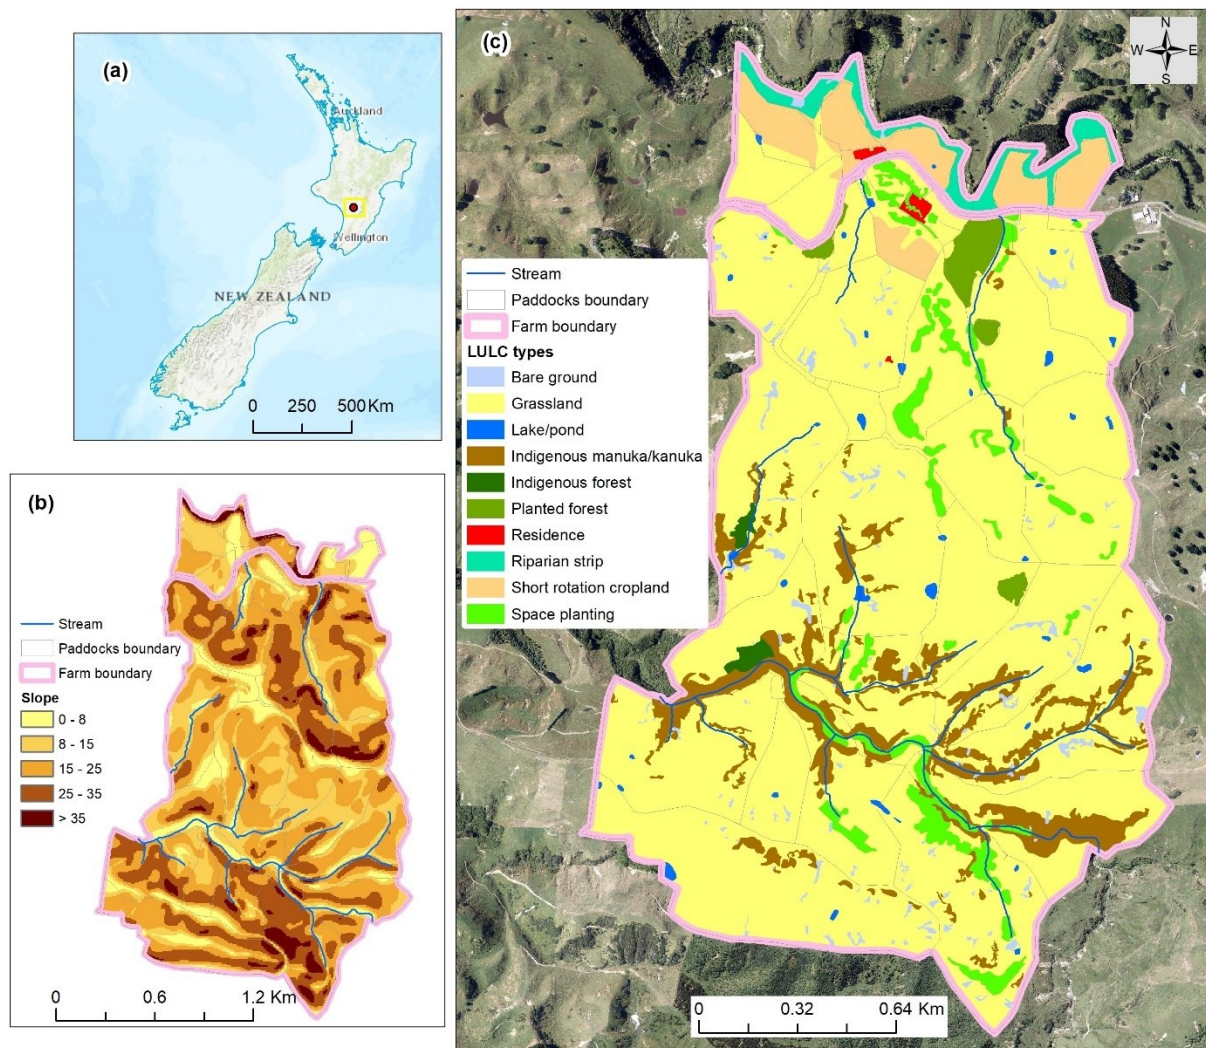 (a)
Auckland
Wellington
NEW ZEALAND
0 250 500 Km
(b)
Stream
Paddocks boundary
Farm boundary
Slope
0 - 8
8 - 15
15 - 25
25 - 35
> 35
0 0.6 1.2 Km
(c)
N
W E
S
Stream
Paddocks boundary
Farm boundary
LULC types
Bare ground
Grassland
Lake/pond
Indigenous manuka/kanuka
Indigenous forest
Planted forest
Residence
Riparian strip
Short rotation cropland
Space planting
0 0.32 0.64 Km